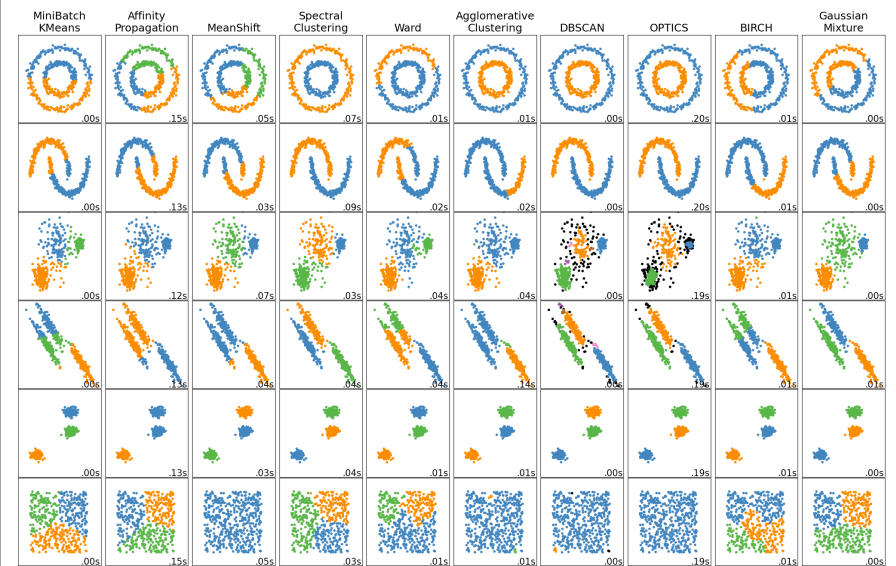 MiniBatch
KMeans
Affinity
Propagation
MeanShift
Spectral
Clustering
Ward
Agglomerative
Clustering
DBSCAN
OPTICS
BIRCH
Gaussian
Mixture
.00s .15s .05s .07s .01s .01s .00s .20s .01s .00s
.00s .13s .03s .09s .02s .02s .00s .20s .01s .00s
.00s .12s .07s .03s .04s .04s .00s .19s .01s .00s
.00s .13s .04s .04s .04s .14s .00s .19s .01s .01s
.00s .13s .03s .04s .01s .01s .00s .19s .01s .00s
.00s .15s .05s .03s .01s .01s .00s .19s .01s .00s